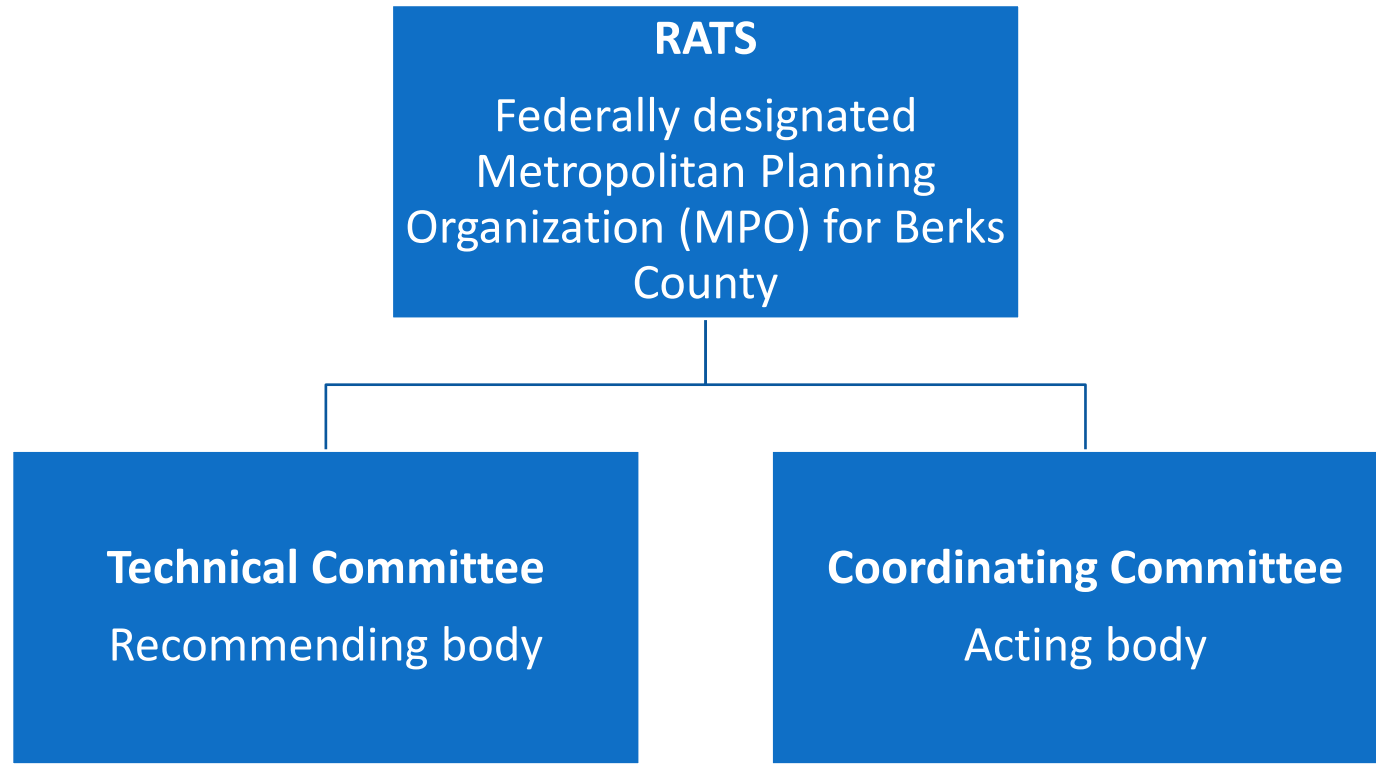 RATS
Federally designated
Metropolitan Planning
Organization (MPO) for Berks
County
Technical Committee
Recommending body
Coordinating Committee
Acting body